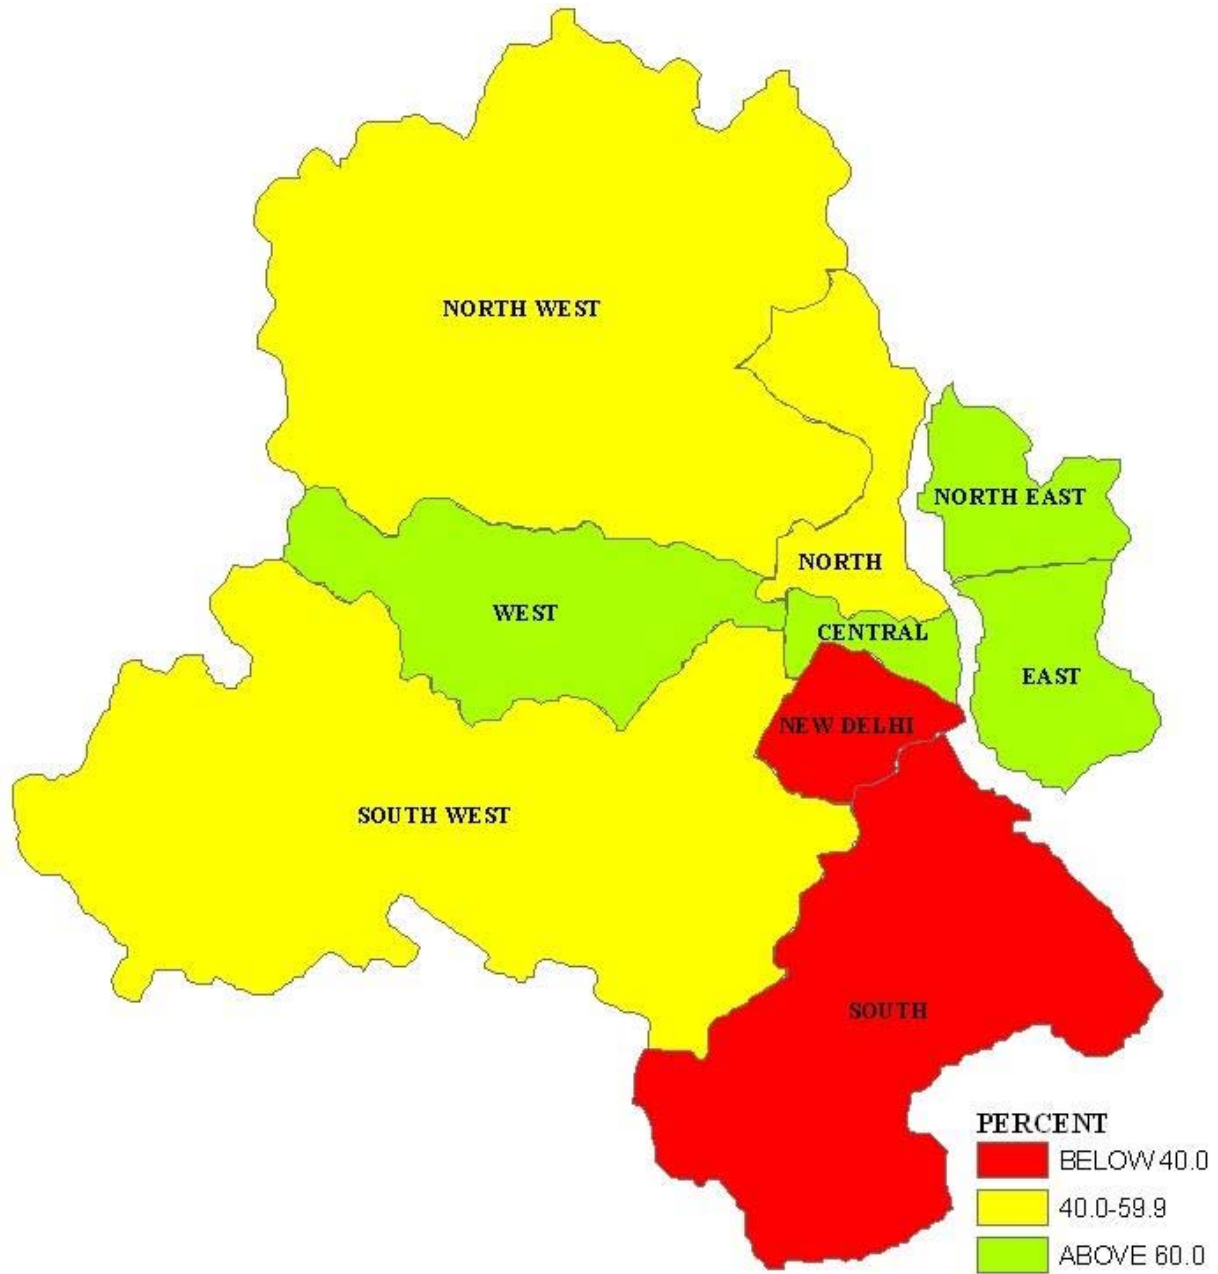 NORTH WEST
NORTH EAST
NORTH
WEST
CENTRAL
EAST
NEW DELHI
SOUTH WEST
SOUTH
PERCENT
BELOW 40.0
40.0-59.9
ABOVE 60.0